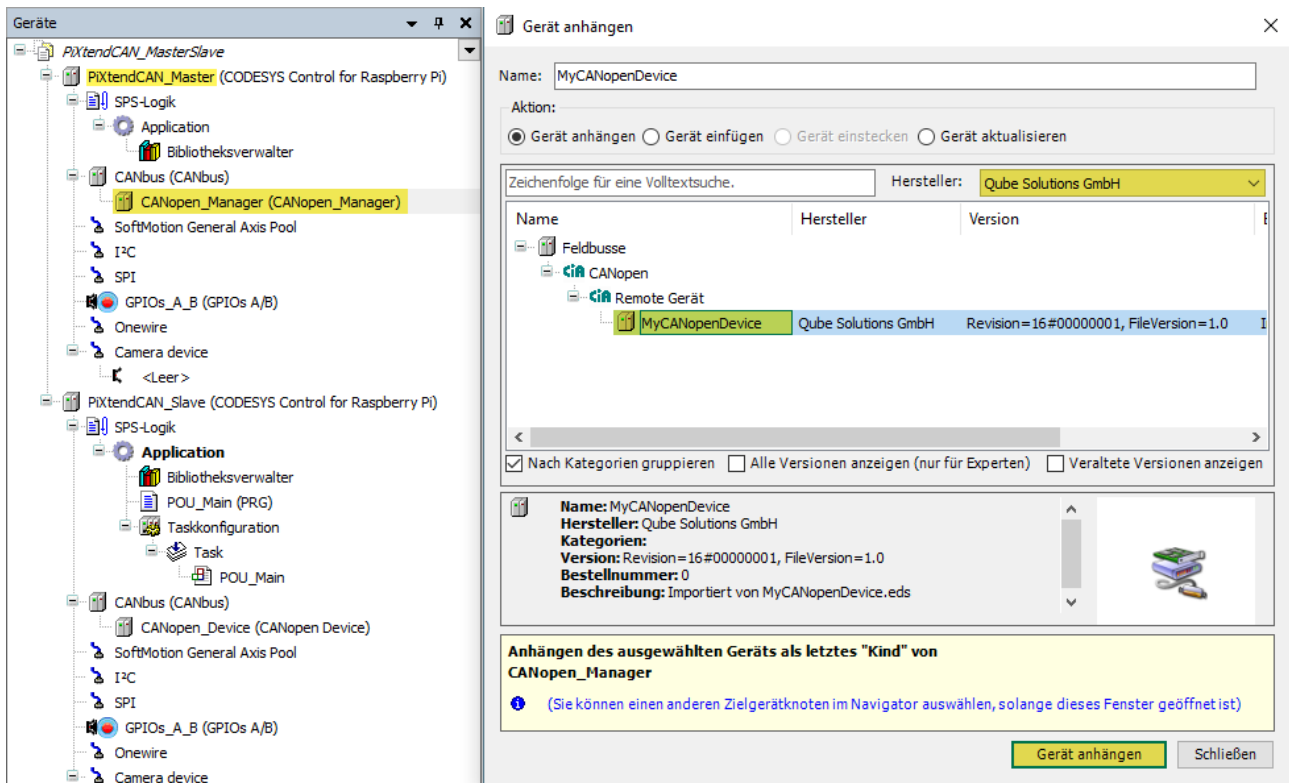 Geräte
PiXtendCAN_MasterSlave
PiXtendCAN_Master (CODESYS Control for Raspberry Pi)
SPS-Logik
Application
Bibliotheksverwalter
CANbus (CANbus)
CANopen_Manager (CANopen_Manager)
SoftMotion General Axis Pool
I²C
SPI
GPIOs_A_B (GPIOs A/B)
Onewire
Camera device
<Leer>
PiXtendCAN_Slave (CODESYS Control for Raspberry Pi)
SPS-Logik
Application
Bibliotheksverwalter
POU_Main (PRG)
Taskkonfiguration
Task
POU_Main
CANbus (CANbus)
CANopen_Device (CANopen Device)
SoftMotion General Axis Pool
I²C
SPI
GPIOs_A_B (GPIOs A/B)
Onewire
Camera device
Gerät anhängen
Name: MyCANopenDevice
Aktion:
Gerät anhängen Gerät einfügen Gerät einstecken Gerät aktualisieren
Zeichenfolge für eine Volltextsuche. Hersteller: Qube Solutions GmbH
Name Hersteller Version
Feldbusse
CiA CANopen
CiA Remote Gerät
MyCANopenDevice Qube Solutions GmbH Revision=16#00000001, FileVersion=1.0
Nach Kategorien gruppieren Alle Versionen anzeigen (nur für Experten) Veraltete Versionen anzeigen
Name: MyCANopenDevice
Hersteller: Qube Solutions GmbH
Kategorien:
Version: Revision=16#00000001, FileVersion=1.0
Bestellnummer: 0
Beschreibung: Importiert von MyCANopenDevice.eds
Anhängen des ausgewählten Geräts als letztes "Kind" von
CANopen_Manager
(Sie können einen anderen Zielgerätknoten im Navigator auswählen, solange dieses Fenster geöffnet ist)
Gerät anhängen Schließen